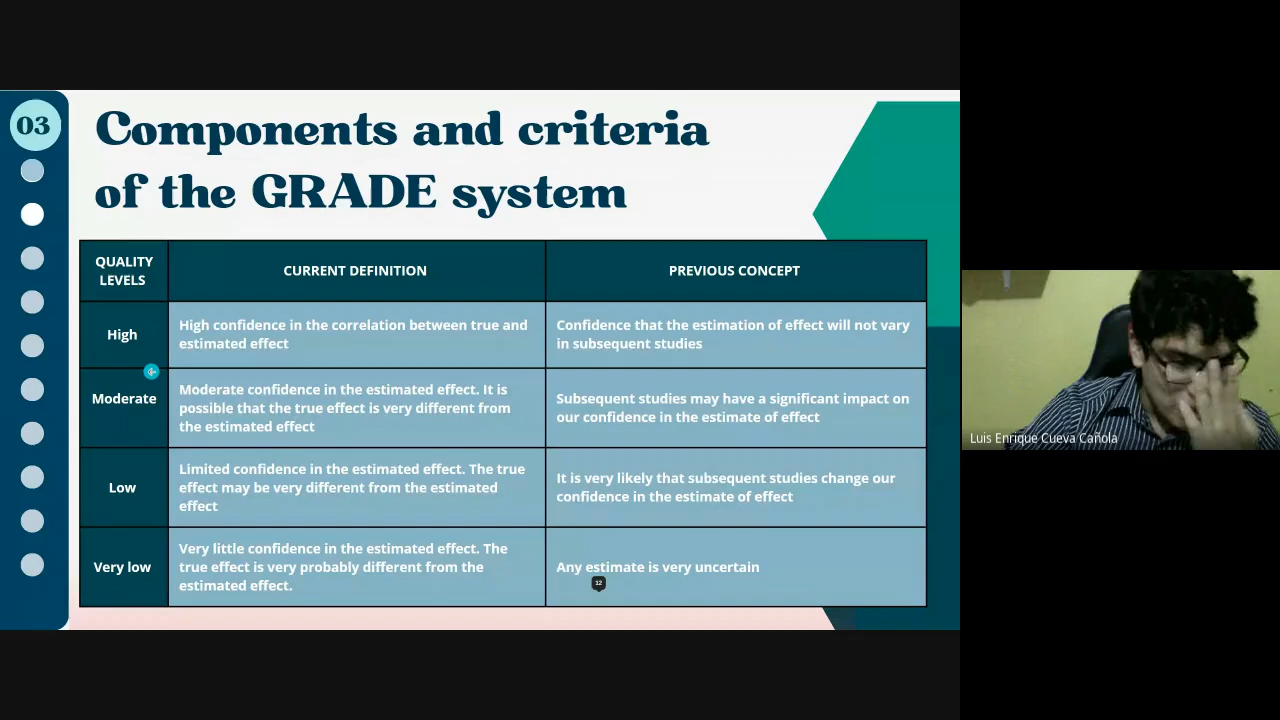 03
Components and criteria
of the GRADE system
QUALITY
LEVELS
CURRENT DEFINITION
PREVIOUS CONCEPT
High
High confidence in the correlation between true and
estimated effect
Confidence that the estimation of effect will not vary
in subsequent studies
Moderate
Moderate confidence in the estimated effect. It is
possible that the true effect is very different from
the estimated effect
Subsequent studies may have a significant impact on
our confidence in the estimate of effect
Low
Limited confidence in the estimated effect. The true
effect may be very different from the estimated
effect
It is very likely that subsequent studies change our
confidence in the estimate of effect
Very low
Very little confidence in the estimated effect. The
true effect is very probably different from the
estimated effect.
Any estimate is very uncertain
12
Luis Enrique Cueva Cañola